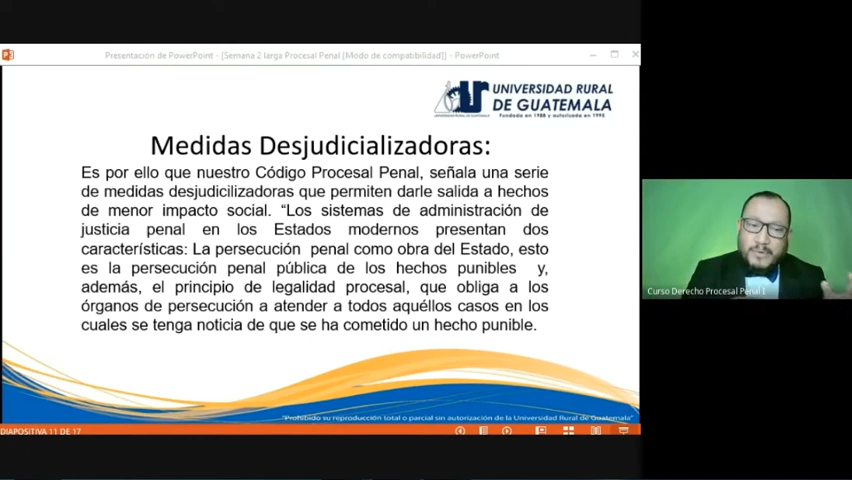 Presentación de PowerPoint - [Semana 2 larga Procesal Penal [Modo de compatibilidad]] - PowerPoint
UNIVERSIDAD RURAL
DE GUATEMALA
Fundada en 1988 y autorizada en 1995
Medidas Desjudicializadoras:
Es por ello que nuestro Código Procesal Penal, señala una serie
de medidas desjudicilizadoras que permiten darle salida a hechos
de menor impacto social. “Los sistemas de administración de
justicia penal en los Estados modernos presentan dos
características: La persecución penal como obra del Estado, esto
es la persecución penal pública de los hechos punibles y,
además, el principio de legalidad procesal, que obliga a los
órganos de persecución a atender a todos aquéllos casos en los
cuales se tenga noticia de que se ha cometido un hecho punible.
"Prohibido su reproducción total o parcial sin autorización de la Universidad Rural de Guatemala"
DIAPOSITIVA 11 DE 17
Curso Derecho Procesal Penal I